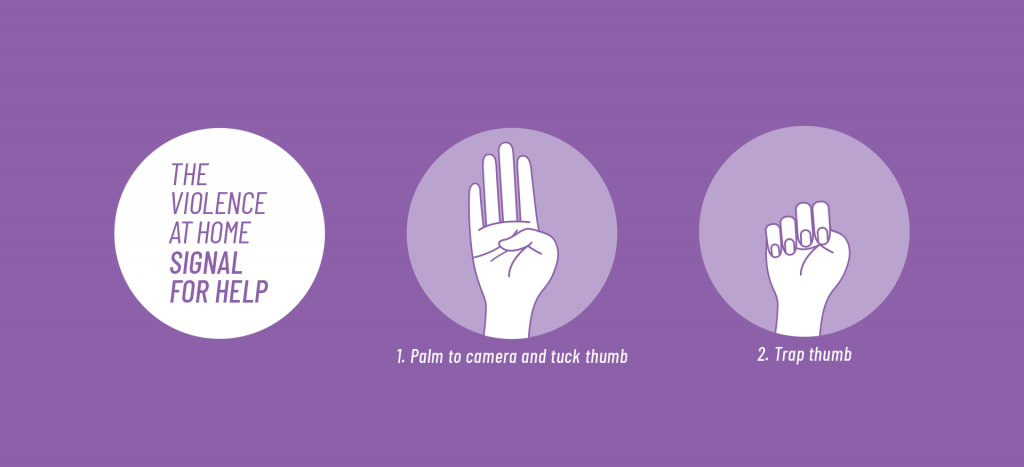 THE
VIOLENCE
AT HOME
SIGNAL
FOR HELP
1. Palm to camera and tuck thumb
2. Trap thumb